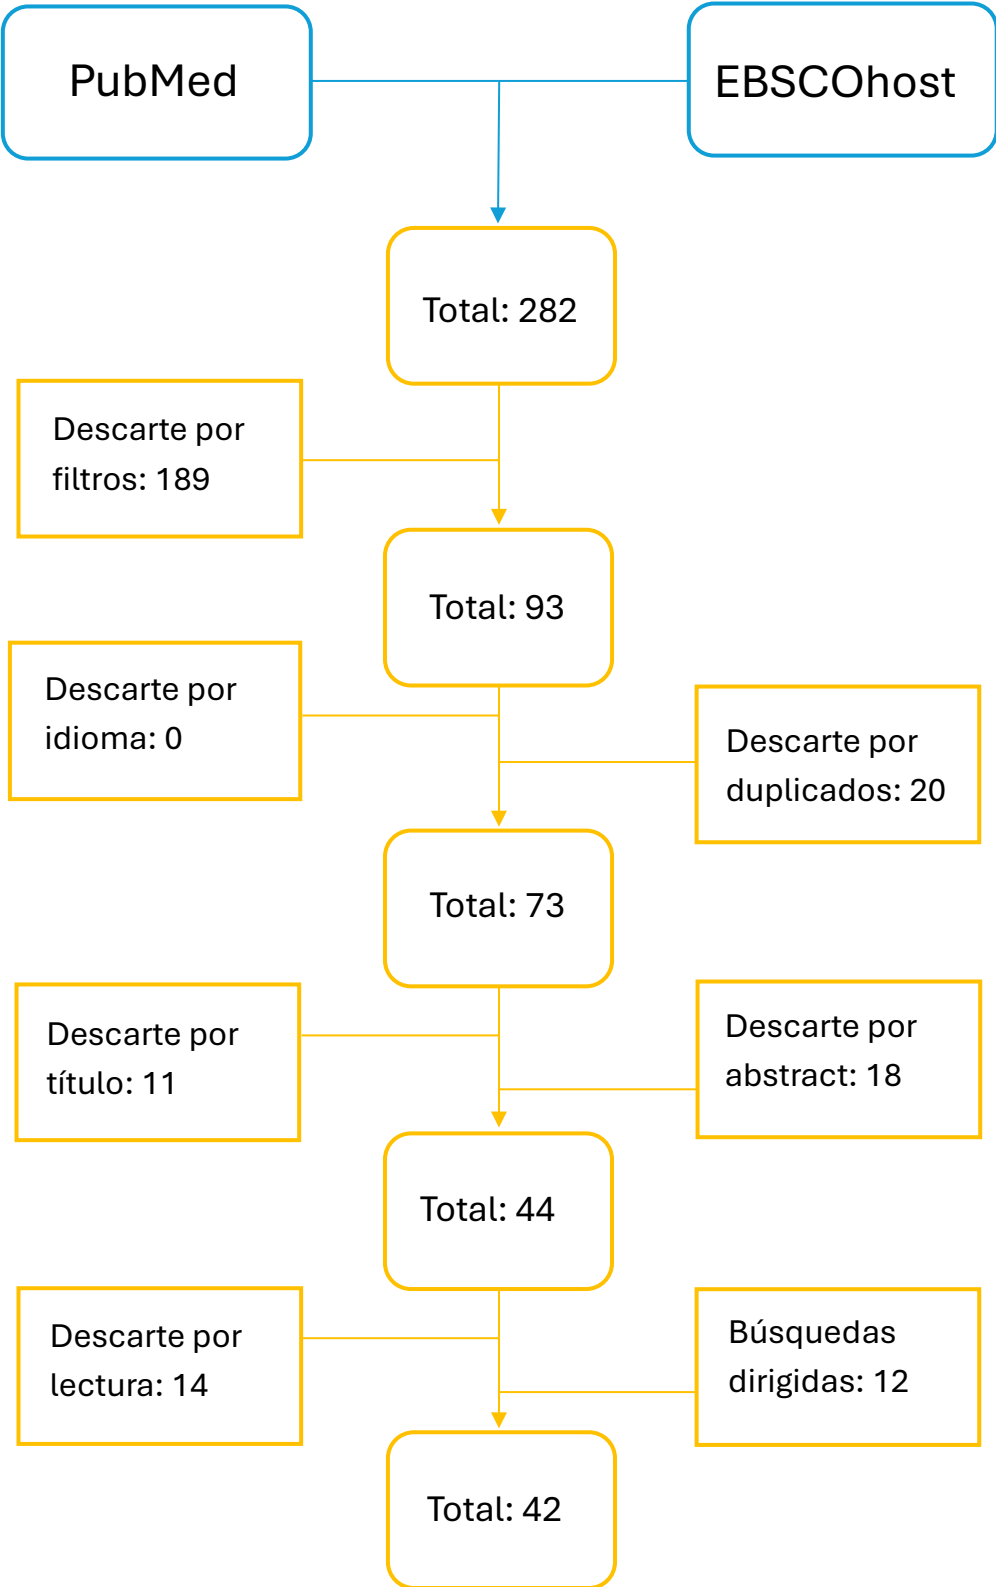 PubMed
EBSCOhost
Total: 282
Descarte por
filtros: 189
Total: 93
Descarte por
idioma: 0
Descarte por
duplicados: 20
Total: 73
Descarte por
título: 11
Descarte por
abstract: 18
Total: 44
Descarte por
lectura: 14
Búsquedas
dirigidas: 12
Total: 42